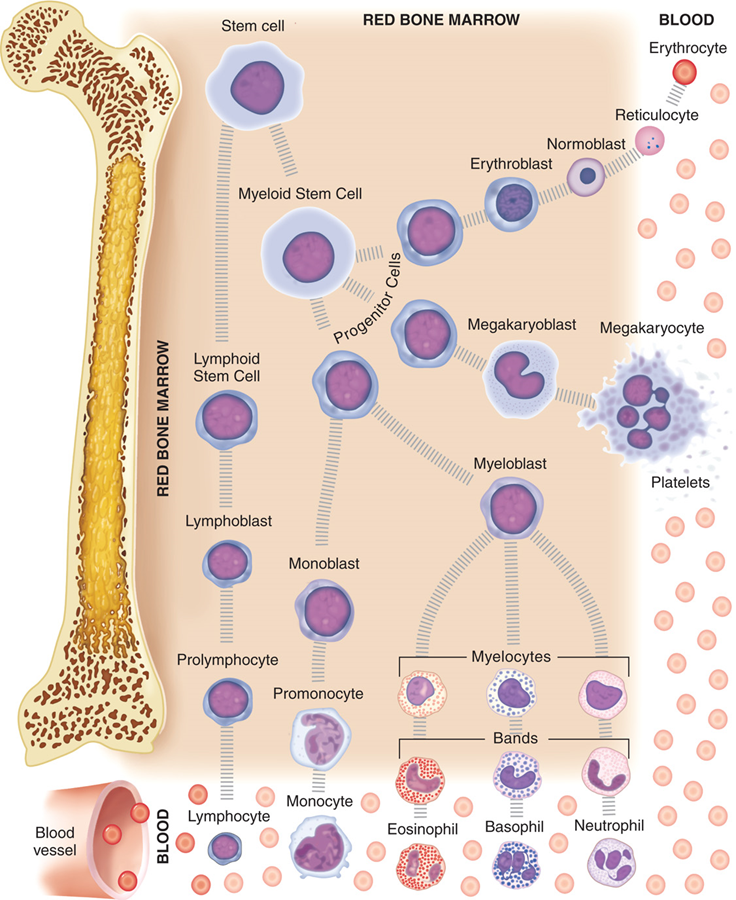 RED BONE MARROW
BLOOD
Stem cell
Erythrocyte
Reticulocyte
Normoblast
Erythroblast
Myeloid Stem Cell
Progenitor Cells
Megakaryoblast
Megakaryocyte
Platelets
RED BONE MARROW
Lymphoid
Stem Cell
Myeloblast
Lymphoblast
Monoblast
Prolymphocyte
Myelocytes
Promonocyte
Bands
Monocyte
Lymphocyte
Eosinophil
Basophil
Neutrophil
Blood
vessel
BLOOD